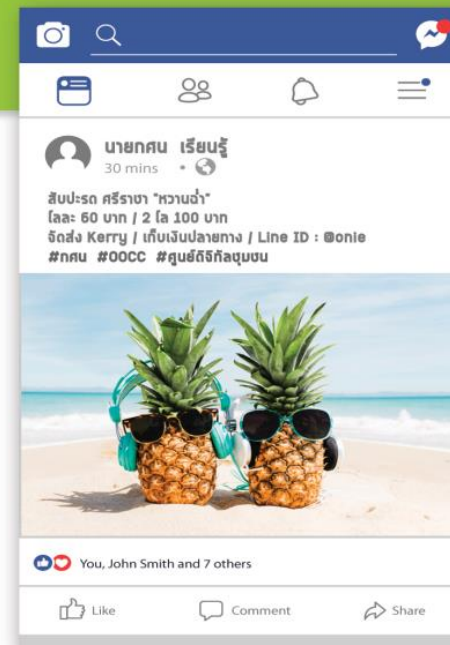 นายกศน เรียนรู้
30 mins
สับปะรด ศรีราชา "หวานฉ่ำ"
โลละ 60 บาท / 2 โล 100 บาท
จัดส่ง Kerry / เก็บเงินปลายทาง / Line ID : @onie
#กศน #OOCC #ศูนย์ดิจิทัลชุมชน
You, John Smith and 7 others
Like Comment Share